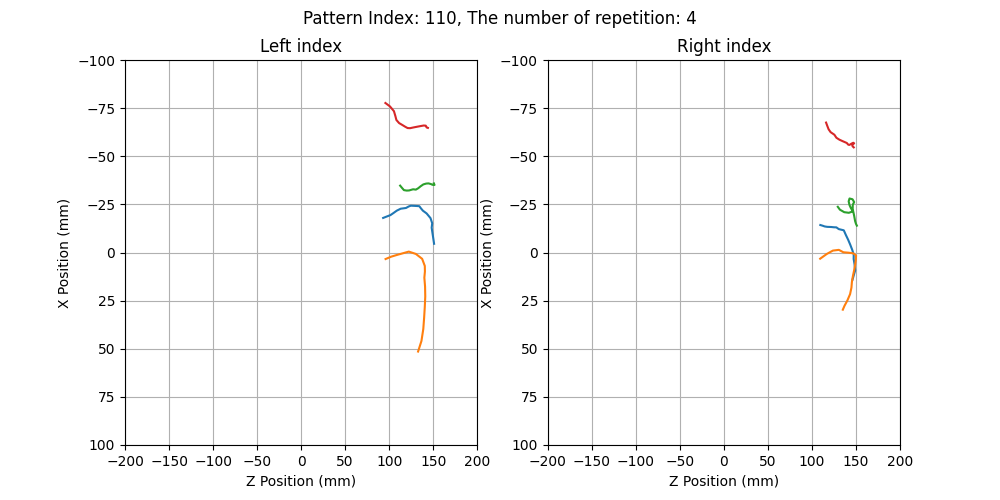 Pattern Index: 110, The number of repetition: 4
Left index
Right index
−100
−75
−50
−25
0
25
50
75
100
X Position (mm)
−200 −150 −100 −50 0 50 100 150 200
Z Position (mm)
−100
−75
−50
−25
0
25
50
75
100
X Position (mm)
−200 −150 −100 −50 0 50 100 150 200
Z Position (mm)